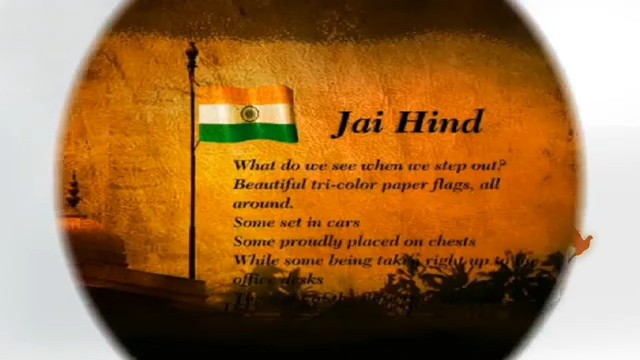 Jai Hind
What do we see when we step out?
Beautiful tri-color paper flags, all
around.
Some set in cars
Some proudly placed on chests
While some being taken right up to the
office desks